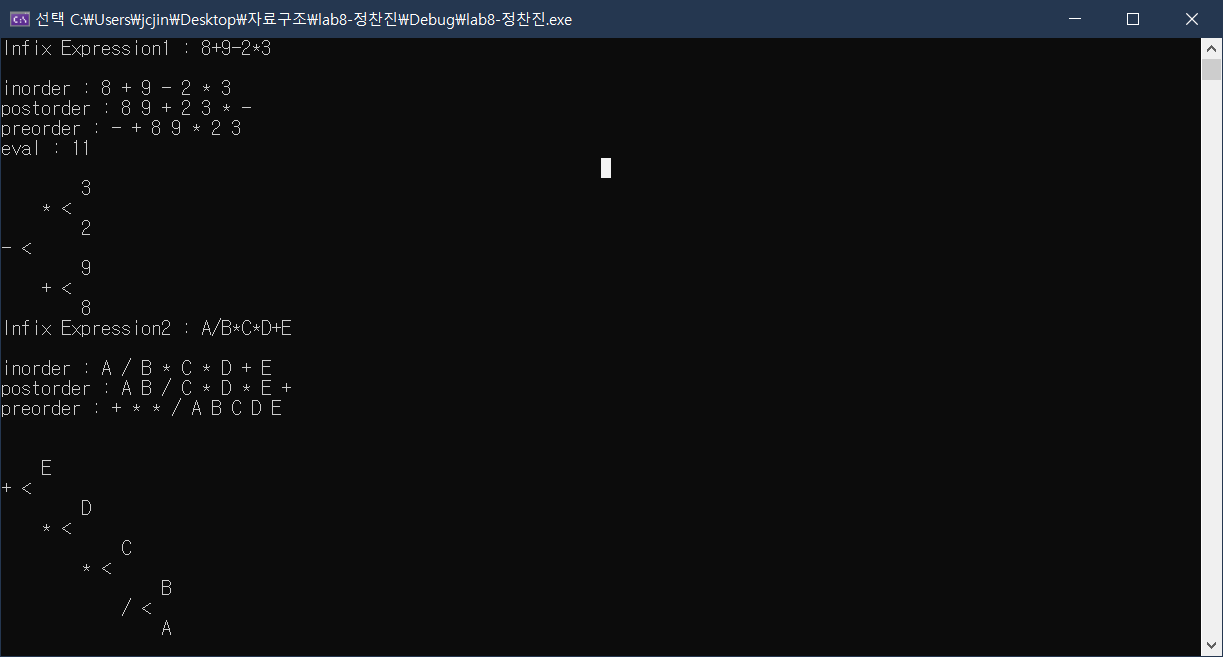 선택 C:₩Users₩jcjin₩Desktop₩자료구조₩lab8-정찬진₩Debug₩lab8-정찬진.exe
Infix Expression1 : 8+9-2*3
inorder : 8 + 9 - 2 * 3
postorder : 8 9 + 2 3 * -
preorder : - + 8 9 * 2 3
eval : 11
3
* <
2
- <
9
+ <
8
Infix Expression2 : A/B*C*D+E
inorder : A / B * C * D + E
postorder : A B / C * D * E +
preorder : + * * / A B C D E
E
+ <
D
* <
C
* <
B
/ <
A